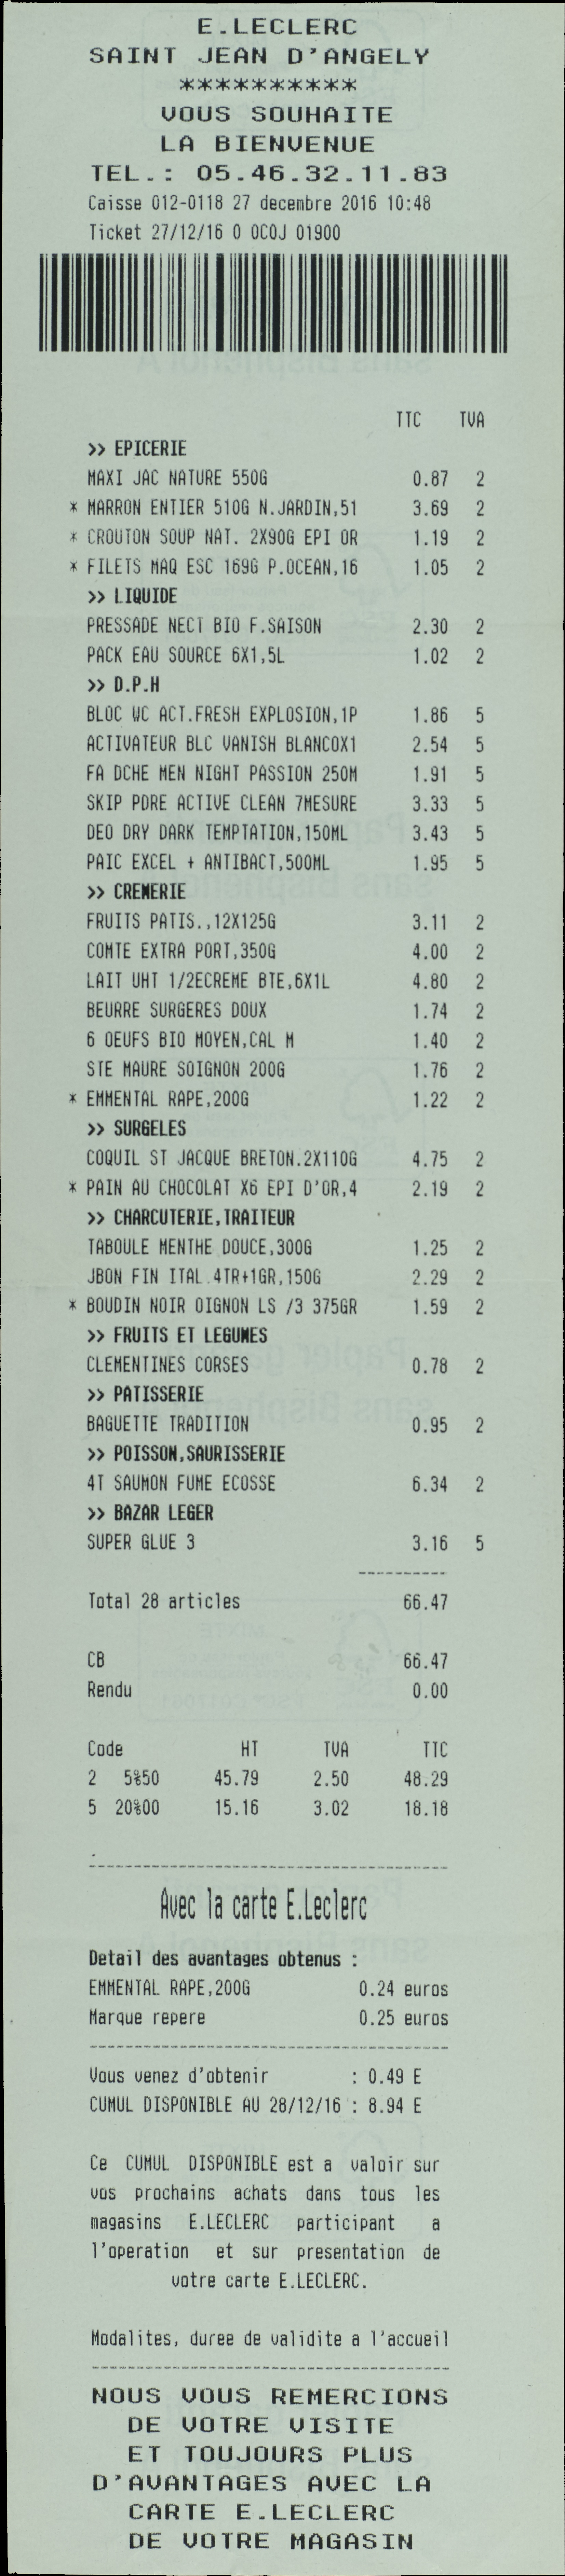 E.LECLERC
SAINT JEAN D'ANGELY
**********
VOUS SOUHAITE
LA BIENVENUE
TEL.: 05.46.32.11.83
Caisse 012-0118 27 decembre 2016 10:48
Ticket 27/12/16 0 0COJ 01900
TTC TVA
>> EPICERIE
MAXI JAC NATURE 550G 0.87 2
* MARRON ENTIER 510G N.JARDIN,51 3.69 2
* CROUTON SOUP NAT. 2X90G EPI OR 1.19 2
* FILETS MAQ ESC 169G P.OCEAN,16 1.05 2
>> LIQUIDE
PRESSADE NECT BIO F.SAISON 2.30 2
PACK EAU SOURCE 6X1,5L 1.02 2
>> D.P.H
BLOC WC ACT.FRESH EXPLOSION,1P 1.86 5
ACTIVATEUR BLC VANISH BLANCOX1 2.54 5
FA DCHE MEN NIGHT PASSION 250M 1.91 5
SKIP PDRE ACTIVE CLEAN 7MESURE 3.33 5
DEO DRY DARK TEMPTATION,150ML 3.43 5
PAIC EXCEL + ANTIBACT,500ML 1.95 5
>> CREMERIE
FRUITS PATIS.,12X125G 3.11 2
COMTE EXTRA PORT,350G 4.00 2
LAIT UHT 1/2ECREME BTE,6X1L 4.80 2
BEURRE SURGERES DOUX 1.74 2
6 OEUFS BIO MOYEN,CAL M 1.40 2
STE MAURE SOIGNON 200G 1.76 2
* EMMENTAL RAPE,200G 1.22 2
>> SURGELES
COQUIL ST JACQUE BRETON.2X110G 4.75 2
* PAIN AU CHOCOLAT X6 EPI D'OR,4 2.19 2
>> CHARCUTERIE,TRAITEUR
TABOULE MENTHE DOUCE,300G 1.25 2
JBON FIN ITAL.4TR+1GR,150G 2.29 2
* BOUDIN NOIR OIGNON LS /3 375GR 1.59 2
>> FRUITS ET LEGUMES
CLEMENTINES CORSES 0.78 2
>> PATISSERIE
BAGUETTE TRADITION 0.95 2
>> POISSON,SAURISSERIE
4T SAUMON FUME ECOSSE 6.34 2
>> BAZAR LEGER
SUPER GLUE 3 3.16 5
----------
Total 28 articles 66.47
CB 66.47
Rendu 0.00
Code HT TVA TTC
2 5%50 45.79 2.50 48.29
5 20%00 15.16 3.02 18.18
----------------------------------------
Avec la carte E.Leclerc
Detail des avantages obtenus :
EMMENTAL RAPE,200G 0.24 euros
Marque repere 0.25 euros
----------------------------------------
Vous venez d'obtenir : 0.49 E
CUMUL DISPONIBLE AU 28/12/16 : 8.94 E
Ce CUMUL DISPONIBLE est a valoir sur
vos prochains achats dans tous les
magasins E.LECLERC participant a
l'operation et sur presentation de
votre carte E.LECLERC.
Modalites, duree de validite a l'accueil
----------------------------------------
NOUS VOUS REMERCIONS
DE VOTRE VISITE
ET TOUJOURS PLUS
D'AVANTAGES AVEC LA
CARTE E.LECLERC
DE VOTRE MAGASIN